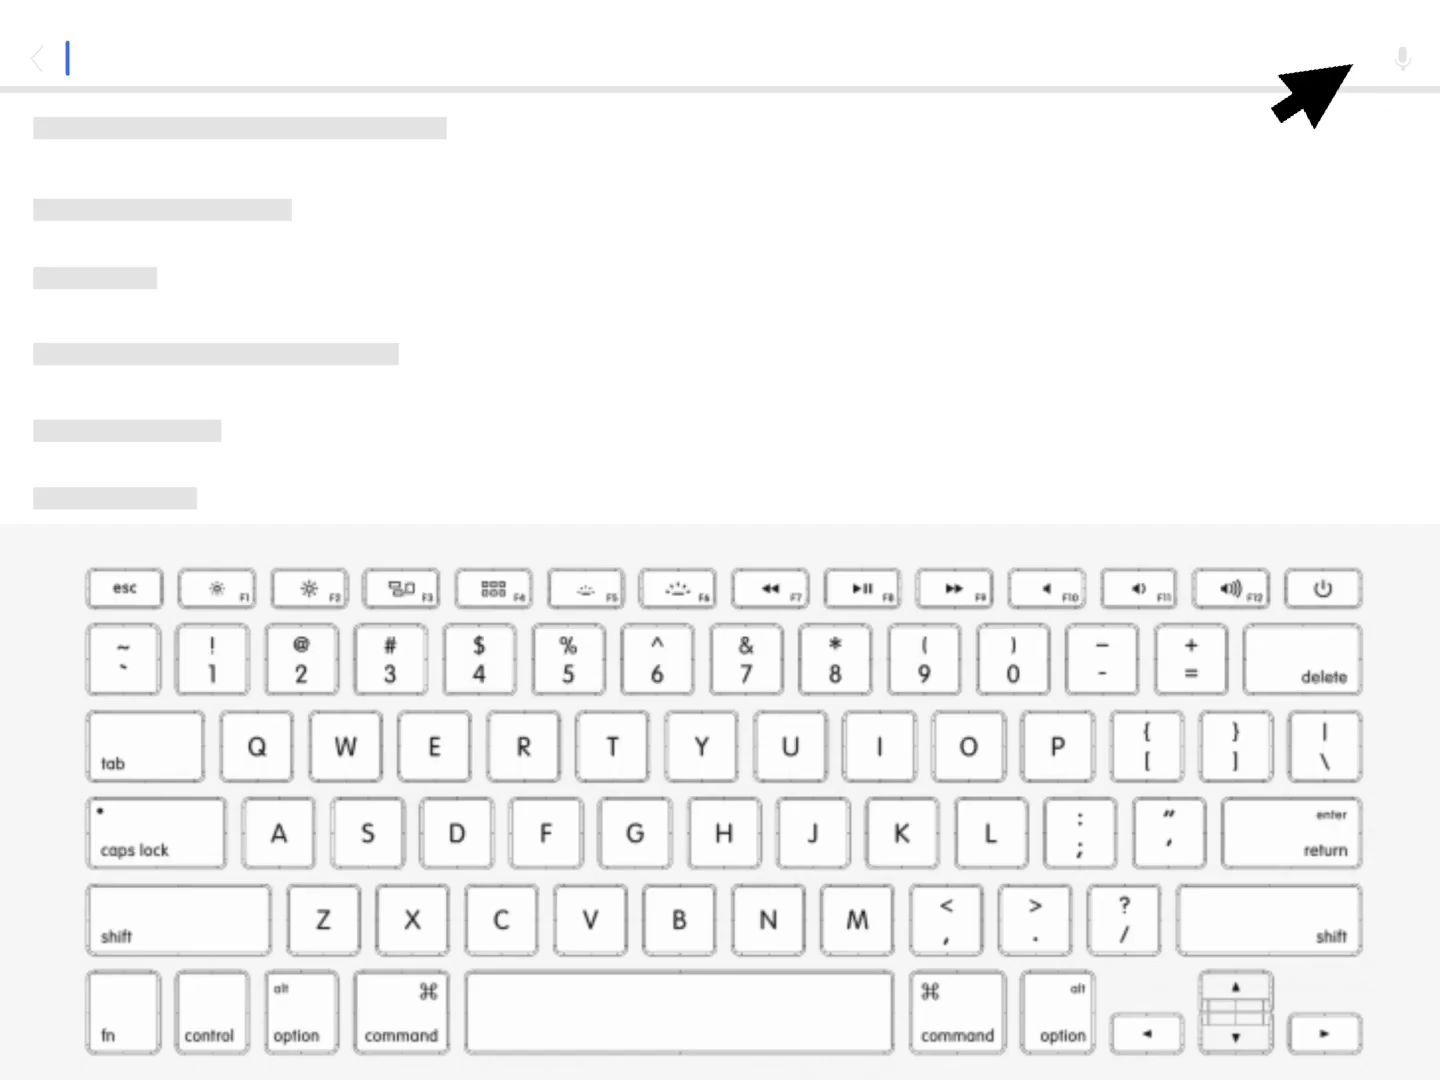 esc F1 F2 F3 F4 F5 F6 F7 F8 F9 F10 F11 F12
~ ! @ # $ % ^ & * ( ) – +
` 1 2 3 4 5 6 7 8 9 0 - = delete
tab Q W E R T Y U I O P { [ } ] | \
caps lock A S D F G H J K L : ; " ' enter return
shift Z X C V B N M < , > . ? / shift
fn control alt option ⌘ command ⌘ command alt option ◀ ▲ ▼ ▶